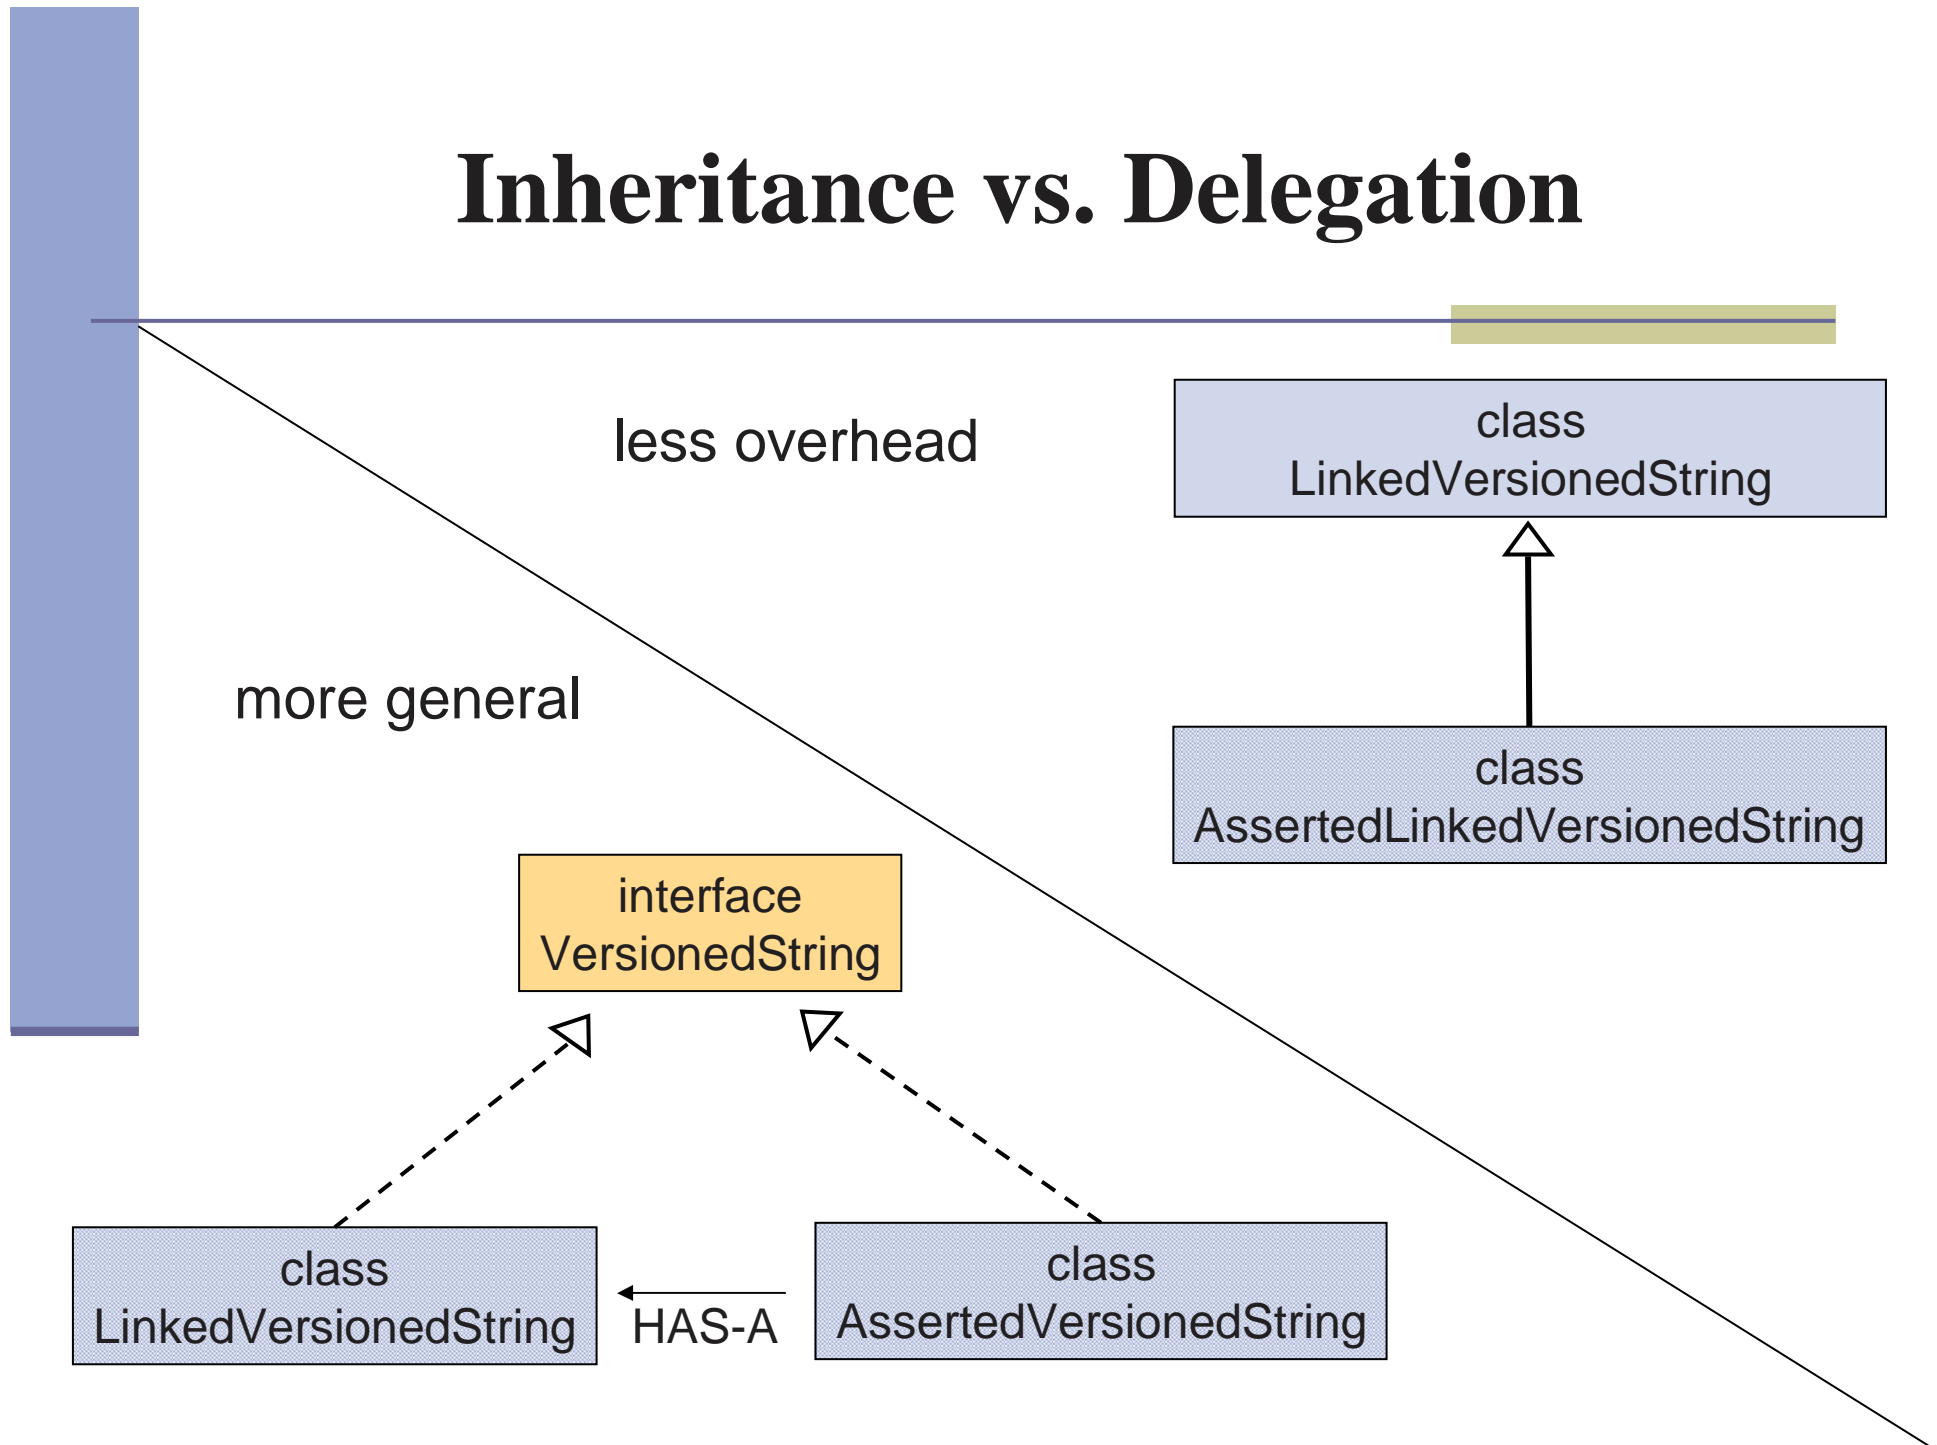 Inheritance vs. Delegation
less overhead
class
LinkedVersionedString
more general
class
AssertedLinkedVersionedString
interface
VersionedString
class
LinkedVersionedString
HAS-A
class
AssertedVersionedString